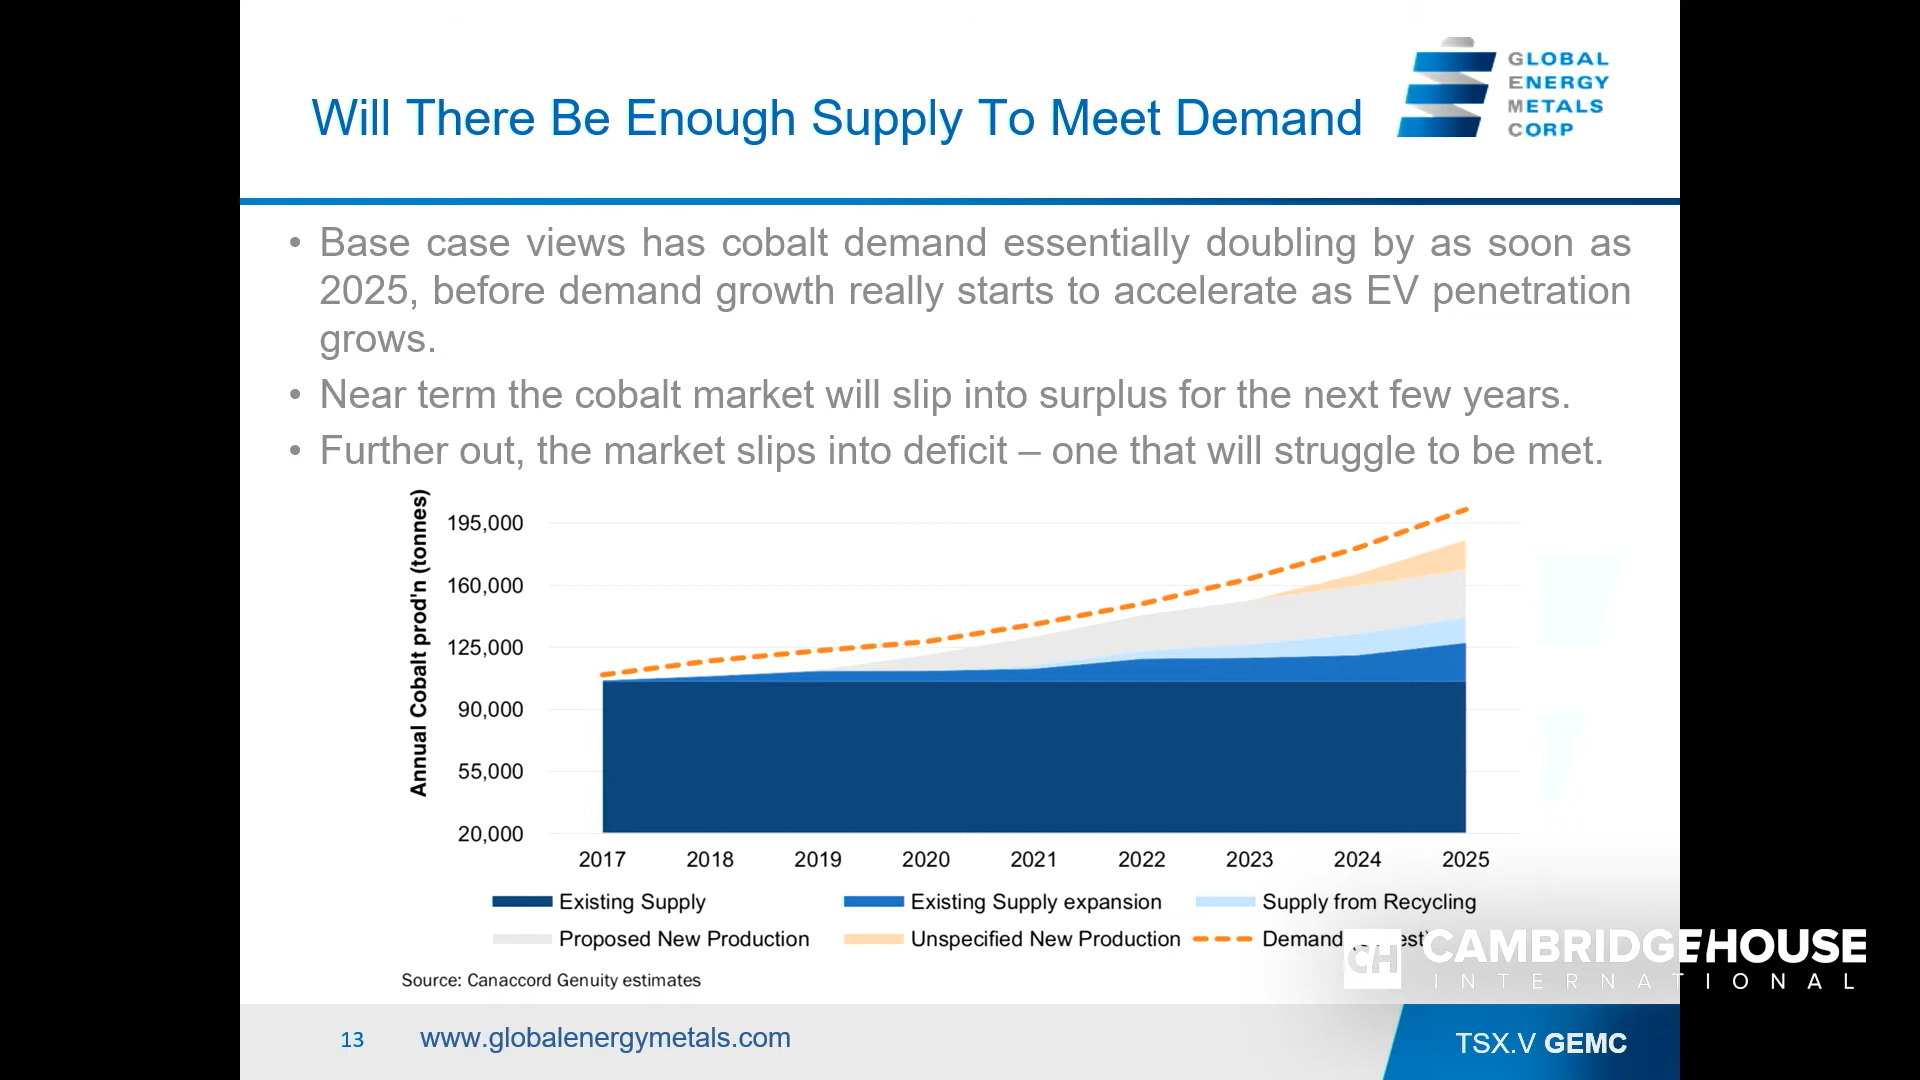 Will There Be Enough Supply To Meet Demand
GLOBAL
ENERGY
METALS
CORP
• Base case views has cobalt demand essentially doubling by as soon as
2025, before demand growth really starts to accelerate as EV penetration
grows.
• Near term the cobalt market will slip into surplus for the next few years.
• Further out, the market slips into deficit – one that will struggle to be met.
Annual Cobalt prod'n (tonnes)
195,000
160,000
125,000
90,000
55,000
20,000
2017 2018 2019 2020 2021 2022 2023 2024 2025
Existing Supply Existing Supply expansion Supply from Recycling
Proposed New Production Unspecified New Production Demand
Source: Canaccord Genuity estimates
CH CAMBRIDGEHOUSE
INTERNATIONAL
13 www.globalenergymetals.com
TSX.V GEMC